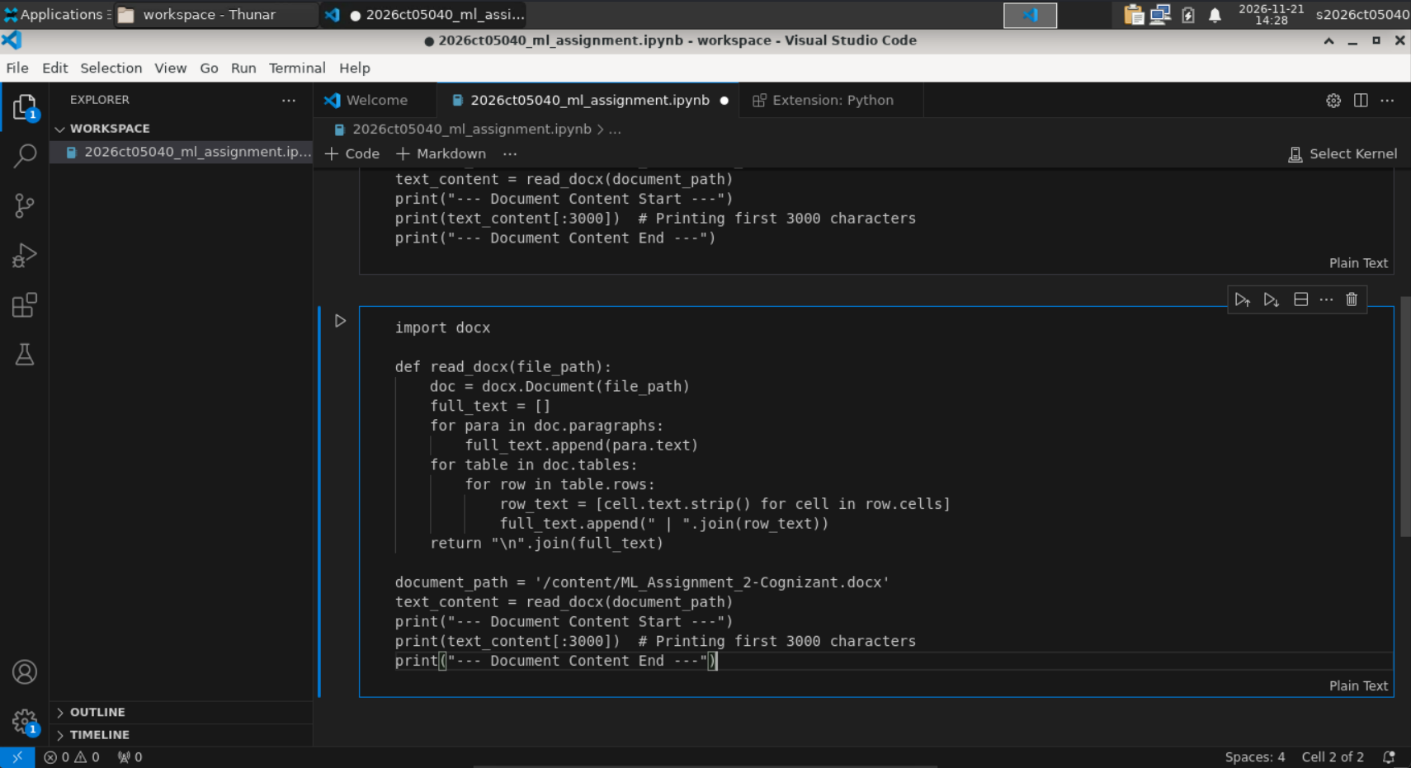 Applications
workspace - Thunar
● 2026ct05040_ml_assi...
2026-11-21
14:28
s2026ct05040
● 2026ct05040_ml_assignment.ipynb - workspace - Visual Studio Code
File Edit Selection View Go Run Terminal Help
EXPLORER
Welcome
2026ct05040_ml_assignment.ipynb ●
Extension: Python
WORKSPACE
2026ct05040_ml_assignment.ipynb > ...
2026ct05040_ml_assignment.ip...
+ Code + Markdown ...
Select Kernel
text_content = read_docx(document_path)
print("--- Document Content Start ---")
print(text_content[:3000])  # Printing first 3000 characters
print("--- Document Content End ---")
Plain Text
import docx
def read_docx(file_path):
    doc = docx.Document(file_path)
    full_text = []
    for para in doc.paragraphs:
        full_text.append(para.text)
    for table in doc.tables:
        for row in table.rows:
            row_text = [cell.text.strip() for cell in row.cells]
            full_text.append(" | ".join(row_text))
    return "\n".join(full_text)
document_path = '/content/ML_Assignment_2-Cognizant.docx'
text_content = read_docx(document_path)
print("--- Document Content Start ---")
print(text_content[:3000])  # Printing first 3000 characters
print("--- Document Content End ---")
Plain Text
1
1
OUTLINE
TIMELINE
0 0 0
Spaces: 4 Cell 2 of 2